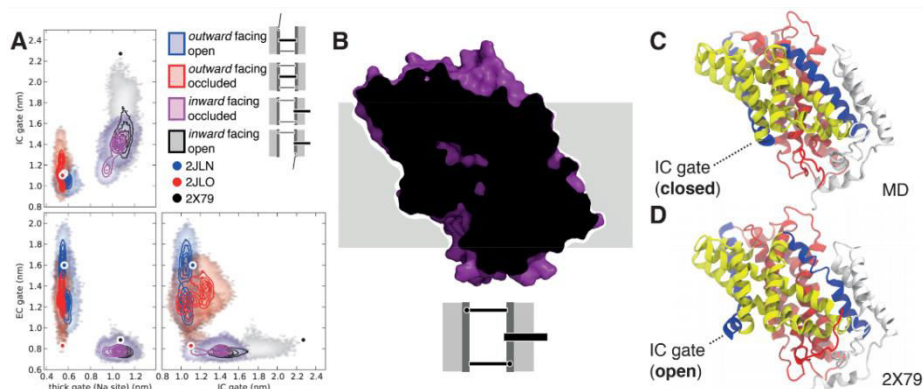 A
IC gate (nm)
2.4
2.2
2.0
1.8
1.6
1.4
1.2
1.0
outward facing
open
outward facing
occluded
inward facing
occluded
inward facing
open
2JLN
2JLO
2X79
EC gate (nm)
2.0
1.8
1.6
1.4
1.2
1.0
0.8
0.6
0.4 0.6 0.8 1.0 1.2
thick gate (Na site) (nm)
1.0 1.2 1.4 1.6 1.8 2.0 2.2 2.4
IC gate (nm)
B
C
IC gate
(closed)
MD
D
IC gate
(open)
2X79